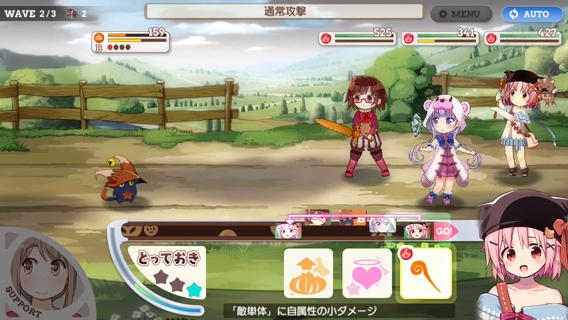 WAVE 2/3 2
通常攻撃
MENU
AUTO
159
525
341
427
GO!
とっておき
SUPPORT
「敵単体」に自属性の小ダメージ